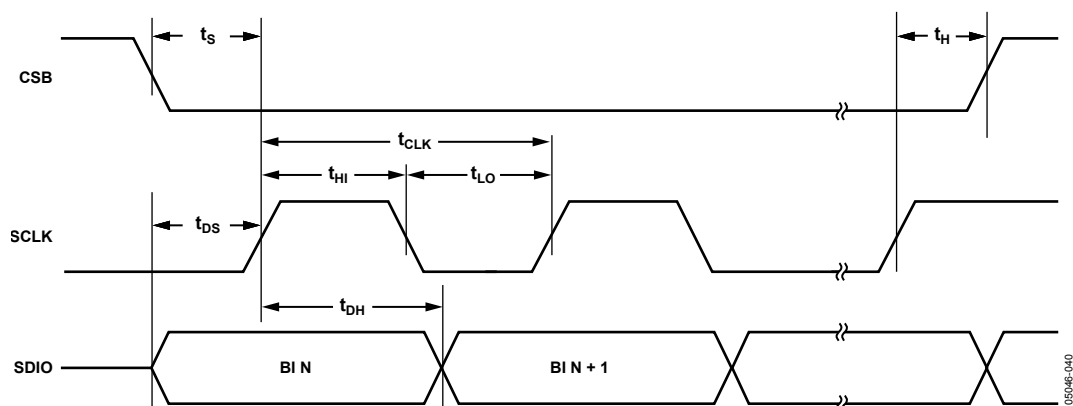 tS
tH
CSB
tCLK
tHI
tLO
tDS
SCLK
tDH
SDIO
BI N
BI N + 1
05046-040